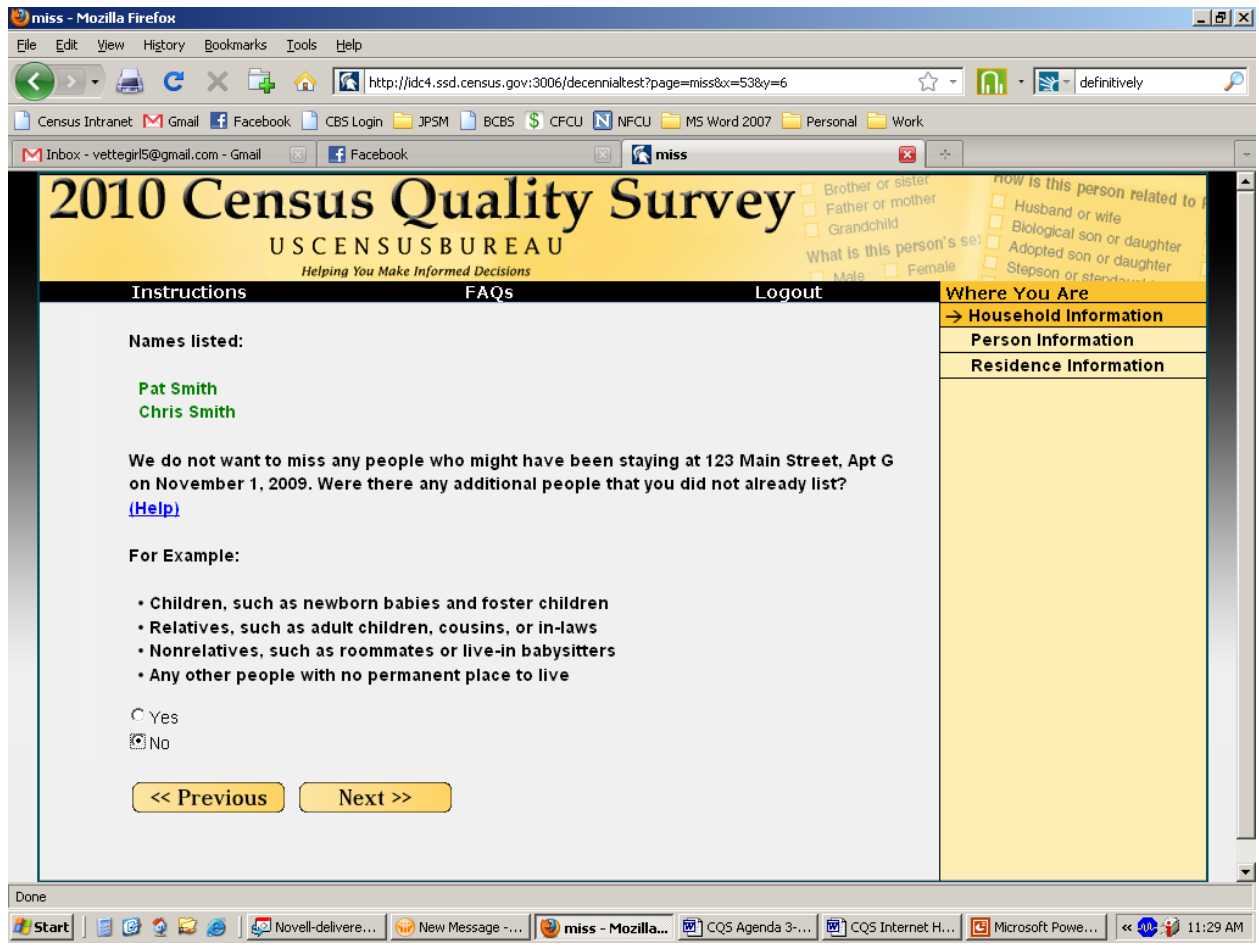 miss - Mozilla Firefox
File Edit View History Bookmarks Tools Help
http://idc4.ssd.census.gov:3006/decennialtest?page=miss&x=53&y=6
definitively
Census Intranet Gmail Facebook CBS Login JPSM BCBS CFCU NFCU MS Word 2007 Personal Work
Inbox - vettegirl5@gmail.com - Gmail Facebook miss
2010 Census Quality Survey
USCENSUSBUREAU
Helping You Make Informed Decisions
Brother or sister
Father or mother
Grandchild
What is this person's sex
Male Female
How is this person related to P
Husband or wife
Biological son or daughter
Adopted son or daughter
Stepson or stepdaughter
Instructions FAQs Logout
Where You Are
→ Household Information
Person Information
Residence Information
Names listed:
Pat Smith
Chris Smith
We do not want to miss any people who might have been staying at 123 Main Street, Apt G
on November 1, 2009. Were there any additional people that you did not already list?
(Help)
For Example:
• Children, such as newborn babies and foster children
• Relatives, such as adult children, cousins, or in-laws
• Nonrelatives, such as roommates or live-in babysitters
• Any other people with no permanent place to live
Yes
No
<< Previous Next >>
Done
Start Novell-delivere... New Message -... miss - Mozilla... CQS Agenda 3-... CQS Internet H... Microsoft Powe... « 11:29 AM